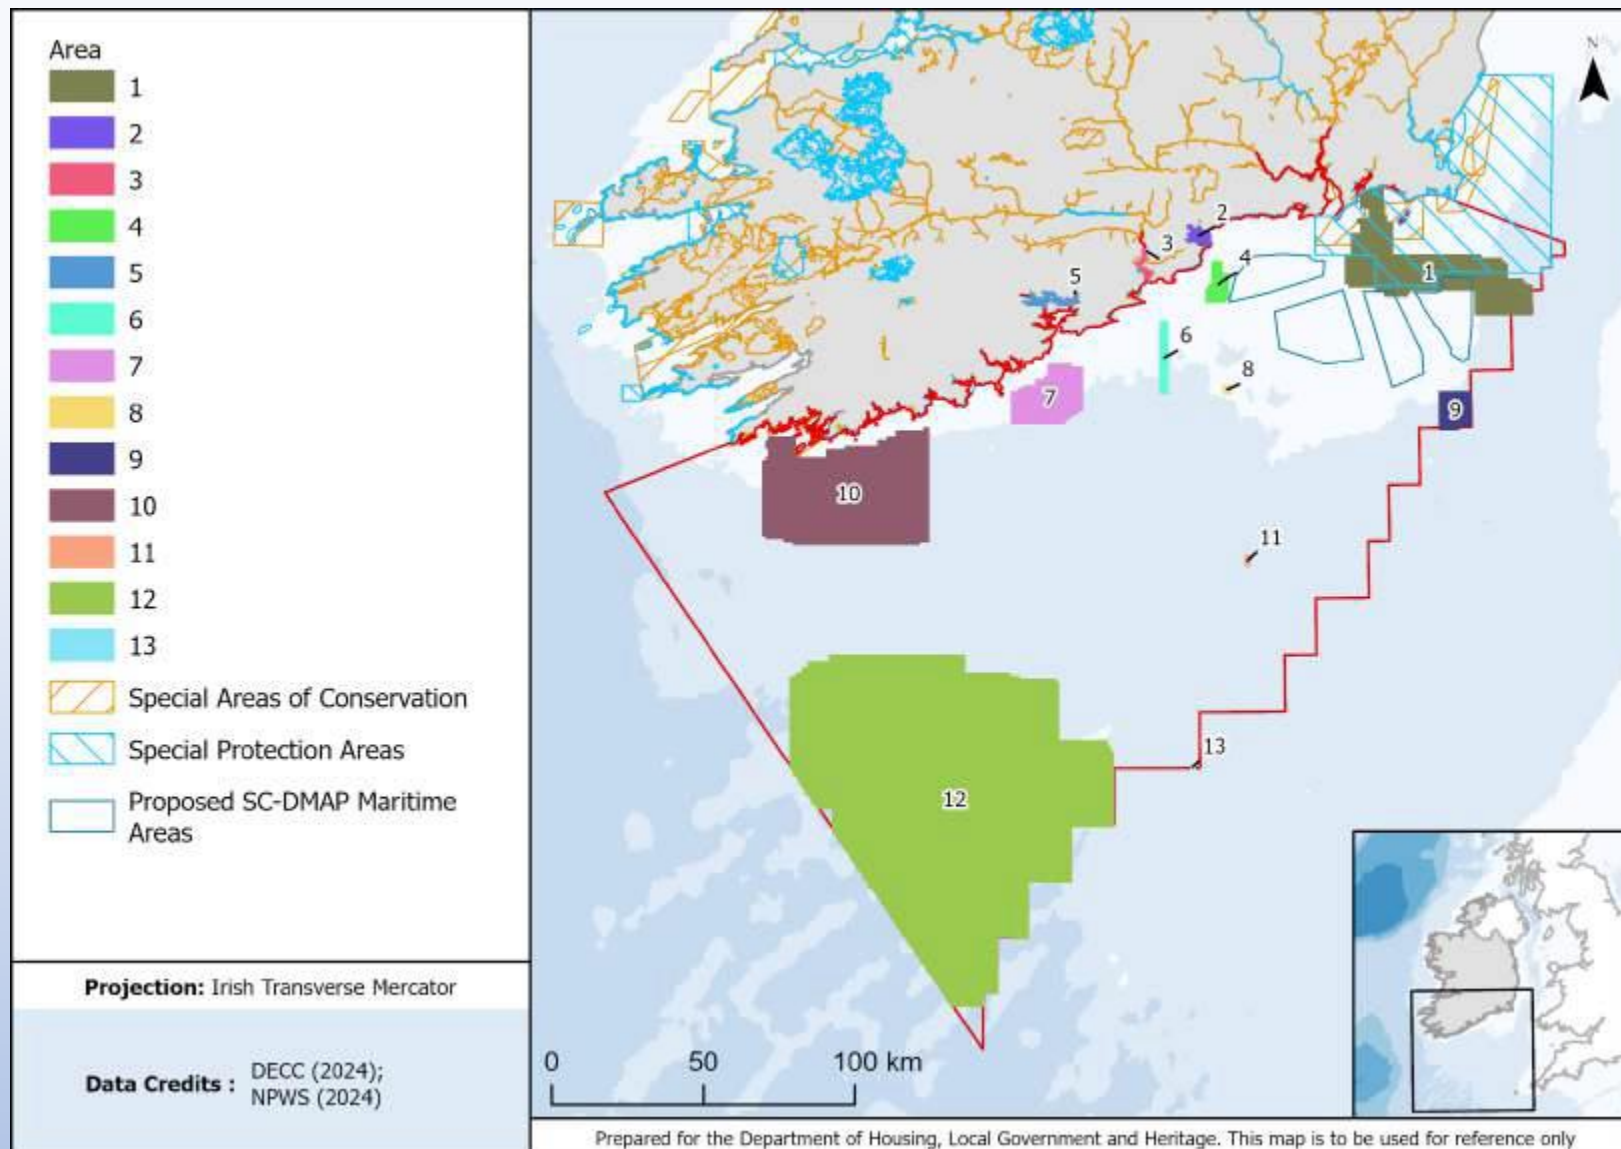 Area
1
2
3
4
5
6
7
8
9
10
11
12
13
Special Areas of Conservation
Special Protection Areas
Proposed SC-DMAP Maritime
Areas
Projection: Irish Transverse Mercator
Data Credits : DECC (2024);
NPWS (2024)
N
2
3
4
1
5
6
8
7
9
10
11
13
12
0 50 100 km
Prepared for the Department of Housing, Local Government and Heritage. This map is to be used for reference only